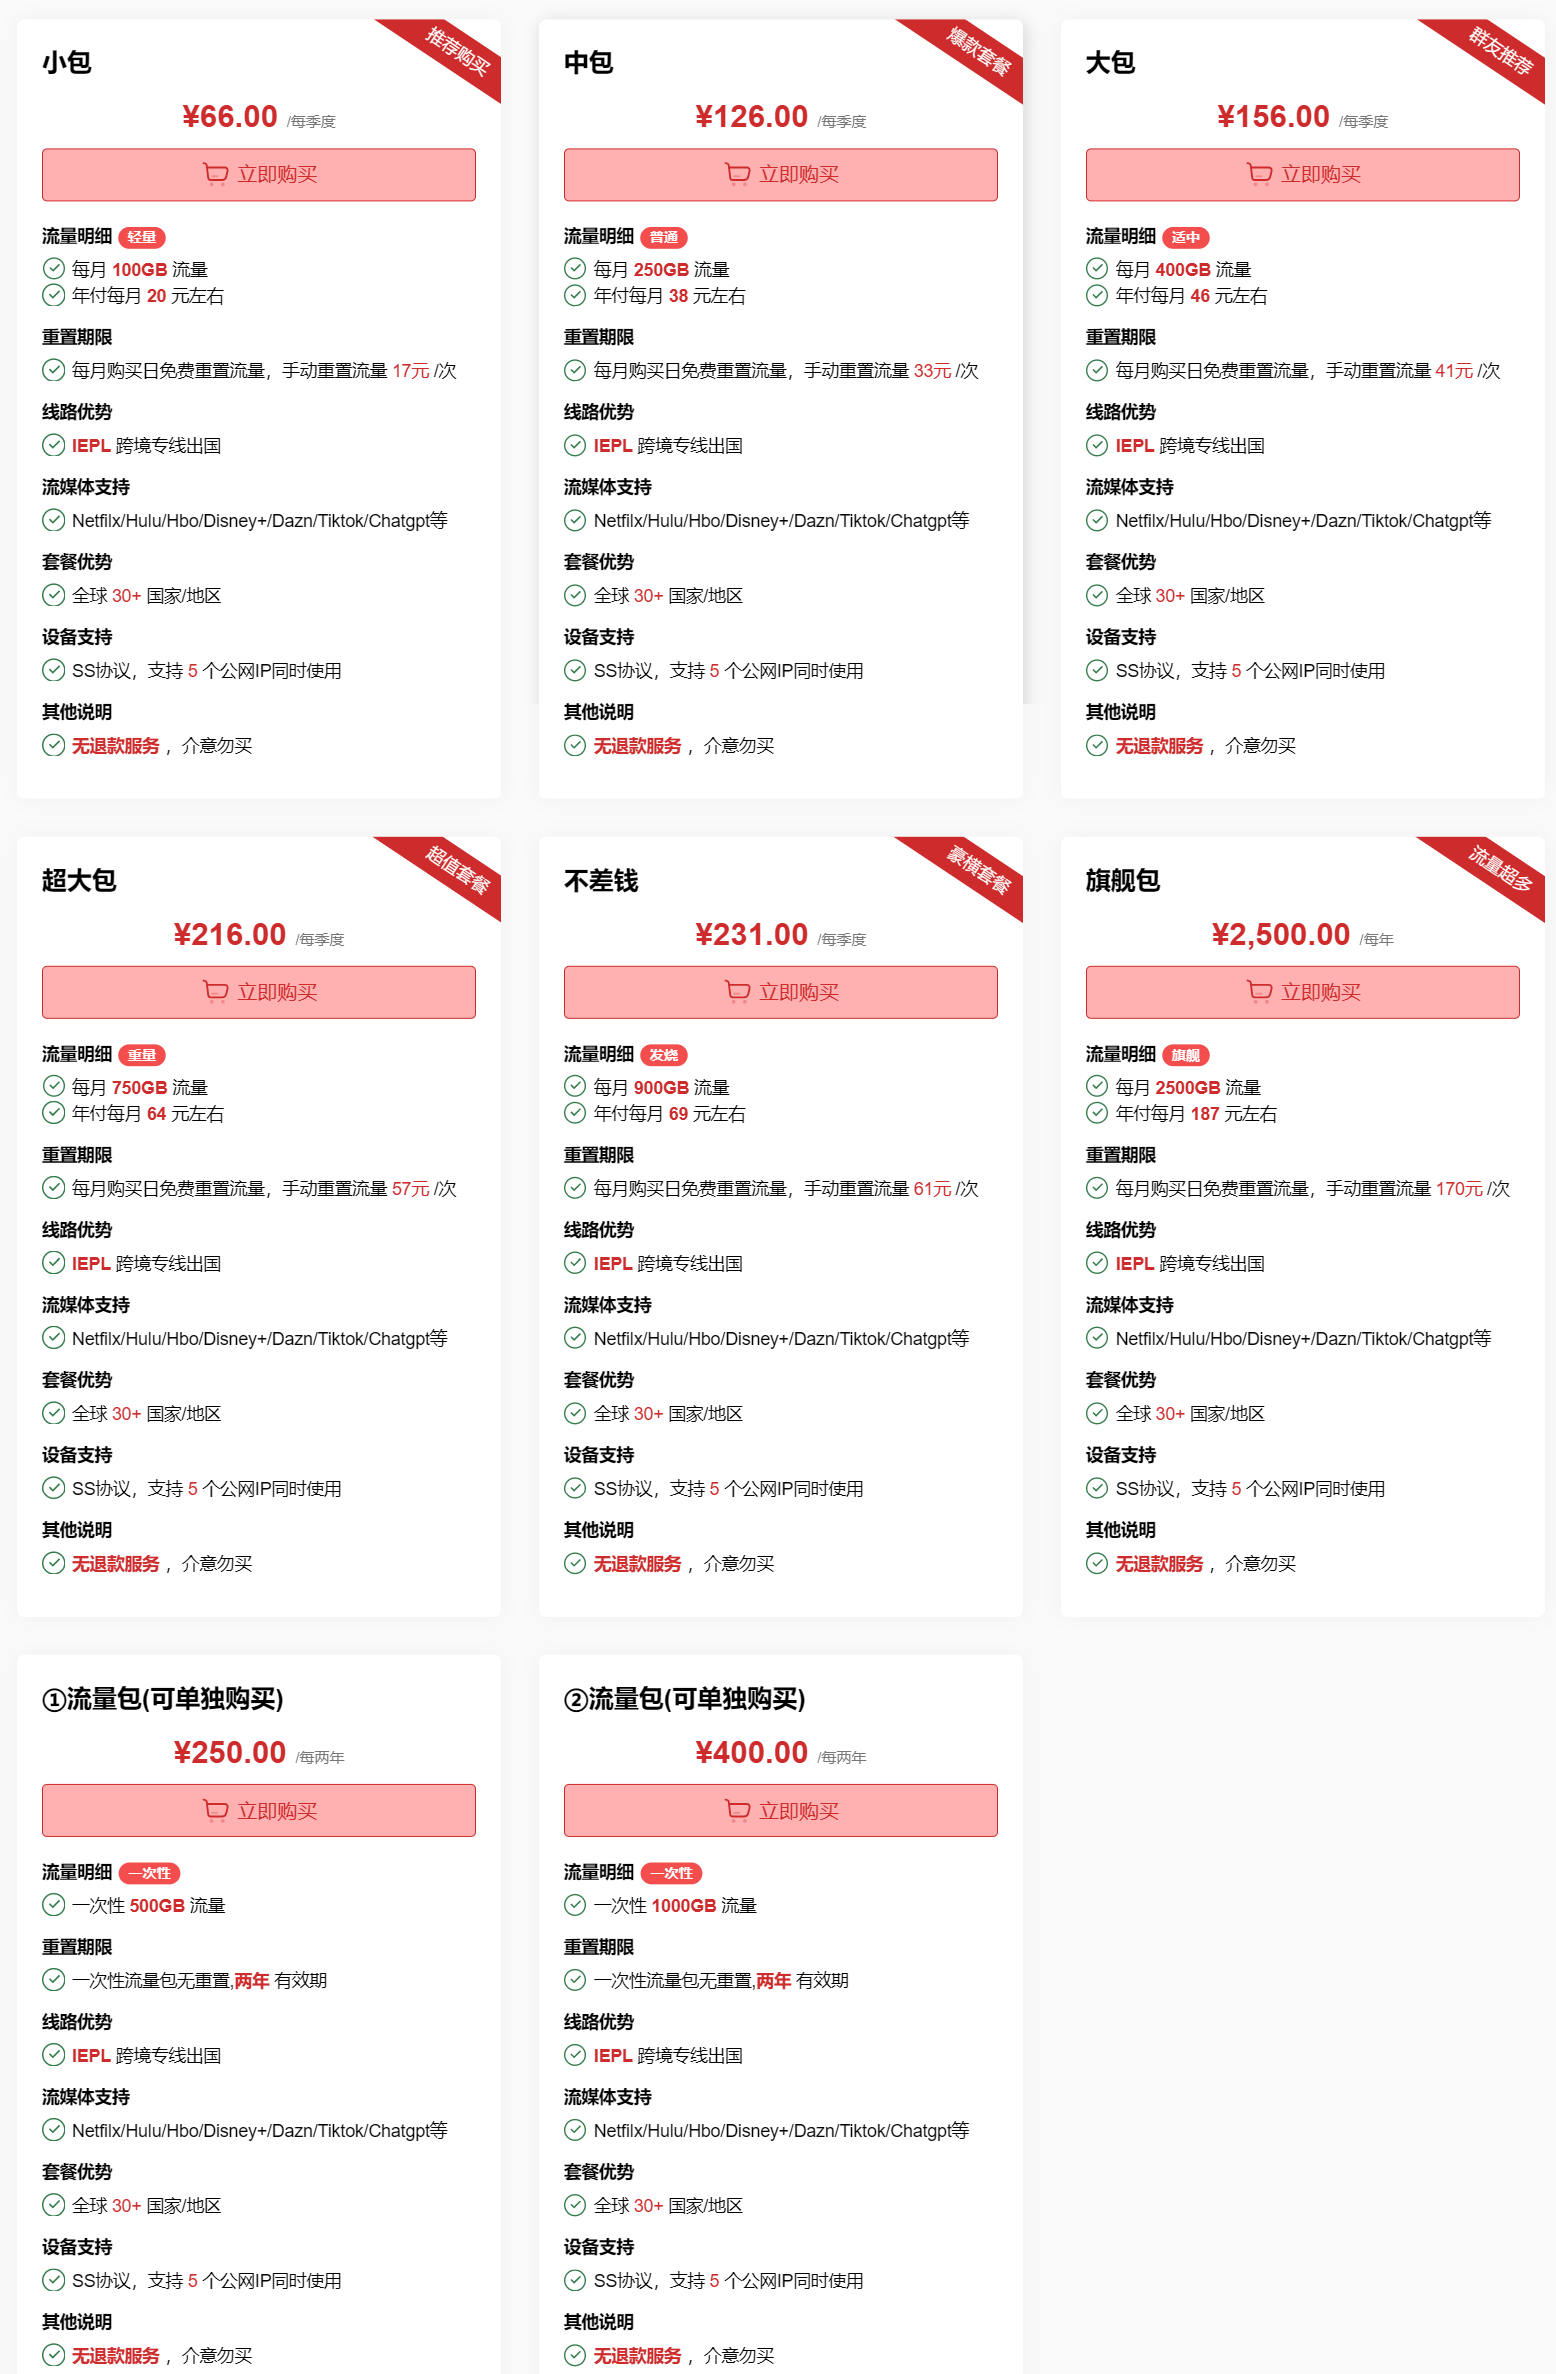 推荐购买
小包
¥66.00 /每季度
立即购买
流量明细 轻量
每月 100GB 流量
年付每月 20 元左右
重置期限
每月购买日免费重置流量，手动重置流量 17元 /次
线路优势
IEPL 跨境专线出国
流媒体支持
Netfilx/Hulu/Hbo/Disney+/Dazn/Tiktok/Chatgpt等
套餐优势
全球 30+ 国家/地区
设备支持
SS协议，支持 5 个公网IP同时使用
其他说明
无退款服务 ，介意勿买
爆款套餐
中包
¥126.00 /每季度
立即购买
流量明细 普通
每月 250GB 流量
年付每月 38 元左右
重置期限
每月购买日免费重置流量，手动重置流量 33元 /次
线路优势
IEPL 跨境专线出国
流媒体支持
Netfilx/Hulu/Hbo/Disney+/Dazn/Tiktok/Chatgpt等
套餐优势
全球 30+ 国家/地区
设备支持
SS协议，支持 5 个公网IP同时使用
其他说明
无退款服务 ，介意勿买
群友推荐
大包
¥156.00 /每季度
立即购买
流量明细 适中
每月 400GB 流量
年付每月 46 元左右
重置期限
每月购买日免费重置流量，手动重置流量 41元 /次
线路优势
IEPL 跨境专线出国
流媒体支持
Netfilx/Hulu/Hbo/Disney+/Dazn/Tiktok/Chatgpt等
套餐优势
全球 30+ 国家/地区
设备支持
SS协议，支持 5 个公网IP同时使用
其他说明
无退款服务 ，介意勿买
超值套餐
超大包
¥216.00 /每季度
立即购买
流量明细 重量
每月 750GB 流量
年付每月 64 元左右
重置期限
每月购买日免费重置流量，手动重置流量 57元 /次
线路优势
IEPL 跨境专线出国
流媒体支持
Netfilx/Hulu/Hbo/Disney+/Dazn/Tiktok/Chatgpt等
套餐优势
全球 30+ 国家/地区
设备支持
SS协议，支持 5 个公网IP同时使用
其他说明
无退款服务 ，介意勿买
豪横套餐
不差钱
¥231.00 /每季度
立即购买
流量明细 发烧
每月 900GB 流量
年付每月 69 元左右
重置期限
每月购买日免费重置流量，手动重置流量 61元 /次
线路优势
IEPL 跨境专线出国
流媒体支持
Netfilx/Hulu/Hbo/Disney+/Dazn/Tiktok/Chatgpt等
套餐优势
全球 30+ 国家/地区
设备支持
SS协议，支持 5 个公网IP同时使用
其他说明
无退款服务 ，介意勿买
流量超多
旗舰包
¥2,500.00 /每年
立即购买
流量明细 旗舰
每月 2500GB 流量
年付每月 187 元左右
重置期限
每月购买日免费重置流量，手动重置流量 170元 /次
线路优势
IEPL 跨境专线出国
流媒体支持
Netfilx/Hulu/Hbo/Disney+/Dazn/Tiktok/Chatgpt等
套餐优势
全球 30+ 国家/地区
设备支持
SS协议，支持 5 个公网IP同时使用
其他说明
无退款服务 ，介意勿买
①流量包(可单独购买)
¥250.00 /每两年
立即购买
流量明细 一次性
一次性 500GB 流量
重置期限
一次性流量包无重置,两年 有效期
线路优势
IEPL 跨境专线出国
流媒体支持
Netfilx/Hulu/Hbo/Disney+/Dazn/Tiktok/Chatgpt等
套餐优势
全球 30+ 国家/地区
设备支持
SS协议，支持 5 个公网IP同时使用
其他说明
无退款服务 ，介意勿买
②流量包(可单独购买)
¥400.00 /每两年
立即购买
流量明细 一次性
一次性 1000GB 流量
重置期限
一次性流量包无重置,两年 有效期
线路优势
IEPL 跨境专线出国
流媒体支持
Netfilx/Hulu/Hbo/Disney+/Dazn/Tiktok/Chatgpt等
套餐优势
全球 30+ 国家/地区
设备支持
SS协议，支持 5 个公网IP同时使用
其他说明
无退款服务 ，介意勿买